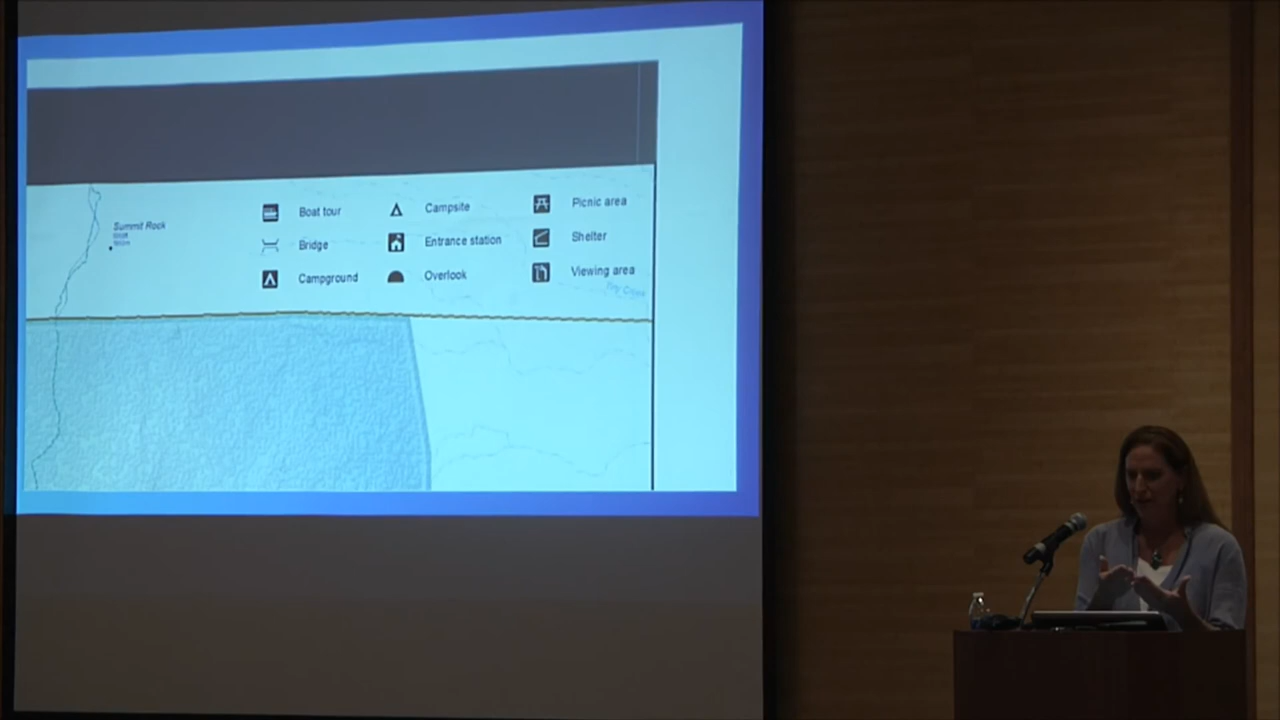 Summit Rock
Boat tour
Campsite
Picnic area
Bridge
Entrance station
Shelter
Campground
Overlook
Viewing area